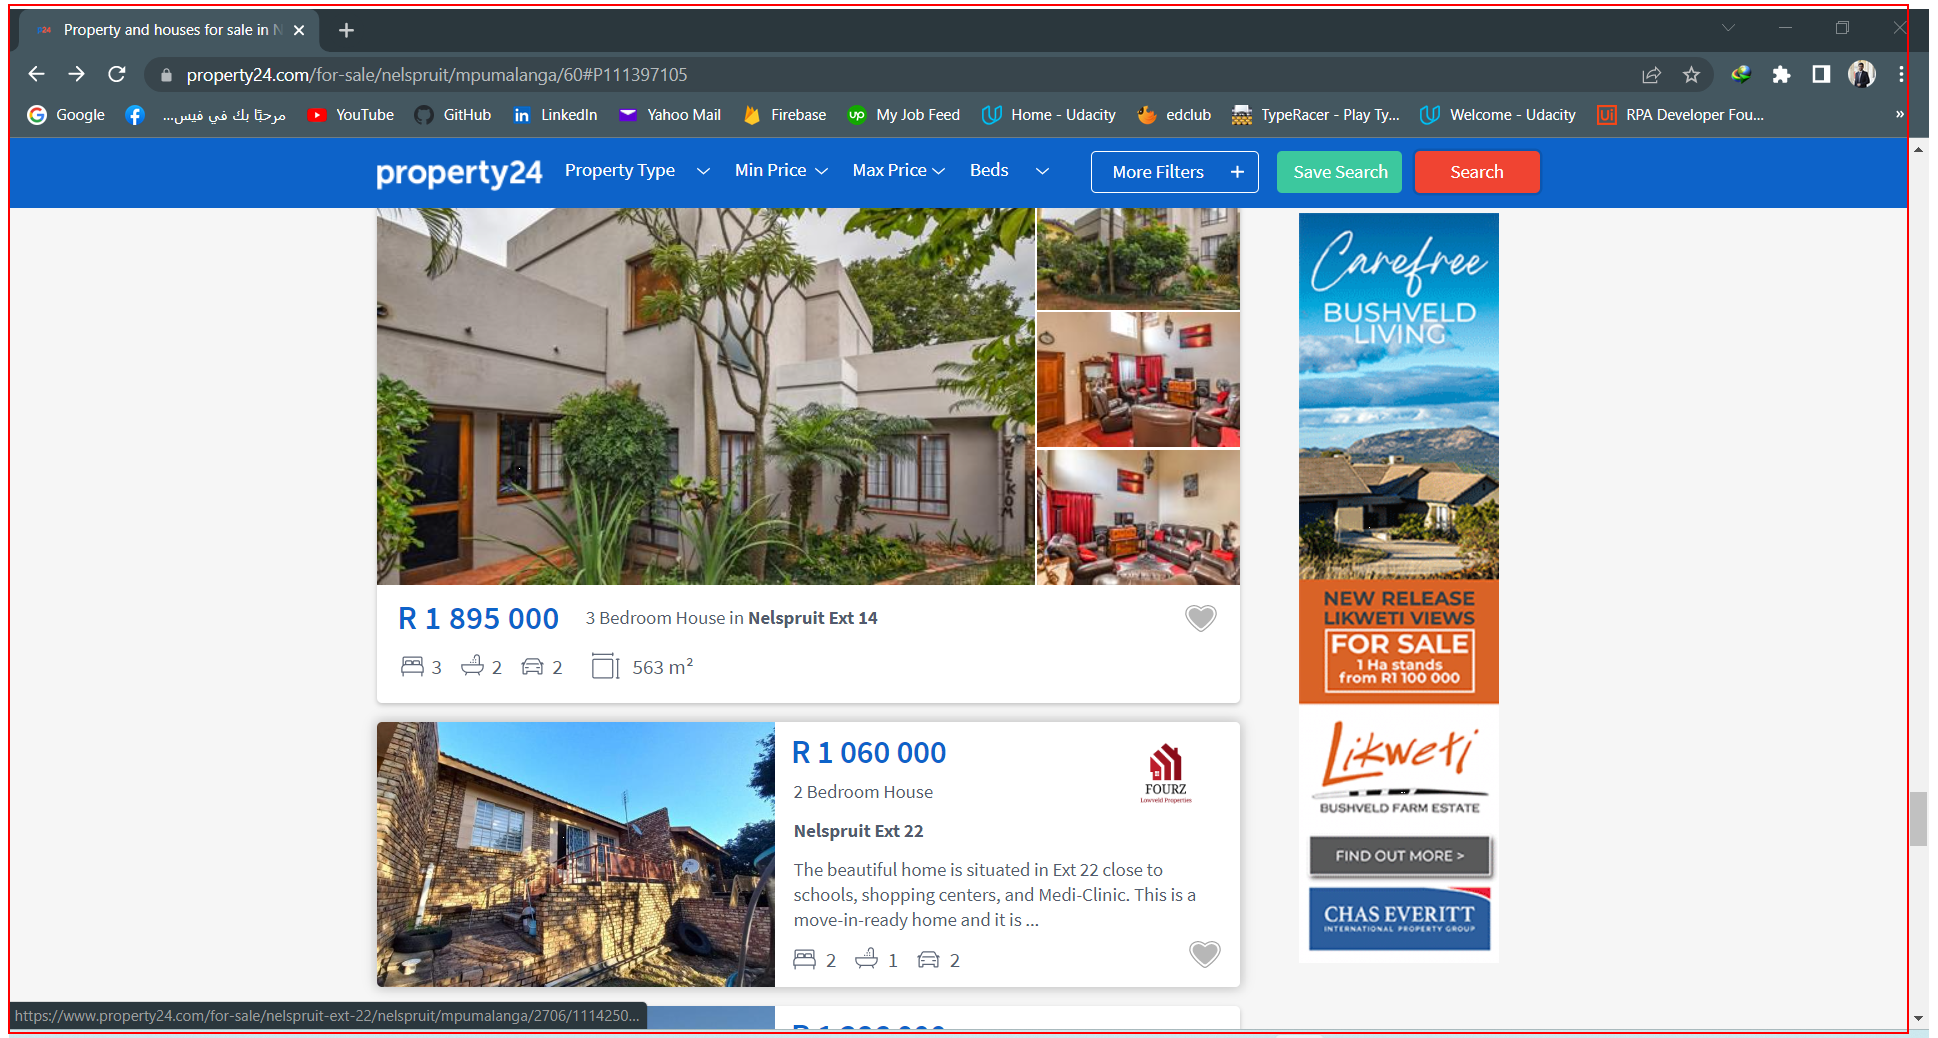 Property and houses for sale in N
property24.com/for-sale/nelspruit/mpumalanga/60#P111397105
Google
مرحبًا بك في فيس...
YouTube
GitHub
LinkedIn
Yahoo Mail
Firebase
My Job Feed
Home - Udacity
edclub
TypeRacer - Play Ty...
Welcome - Udacity
RPA Developer Fou...
»
property24
Property Type
Min Price
Max Price
Beds
More Filters +
Save Search
Search
WELKOM
R 1 895 000
3 Bedroom House in Nelspruit Ext 14
3 2 2 563 m²
R 1 060 000
2 Bedroom House
Nelspruit Ext 22
The beautiful home is situated in Ext 22 close to
schools, shopping centers, and Medi-Clinic. This is a
move-in-ready home and it is ...
2 1 2
FOURZ
Lowveld Properties
Carefree
BUSHVELD
LIVING
NEW RELEASE
LIKWETI VIEWS
FOR SALE
1 Ha stands
from R1 100 000
Likweti
BUSHVELD FARM ESTATE
FIND OUT MORE >
CHAS EVERITT
INTERNATIONAL PROPERTY GROUP
https://www.property24.com/for-sale/nelspruit-ext-22/nelspruit/mpumalanga/2706/1114250...